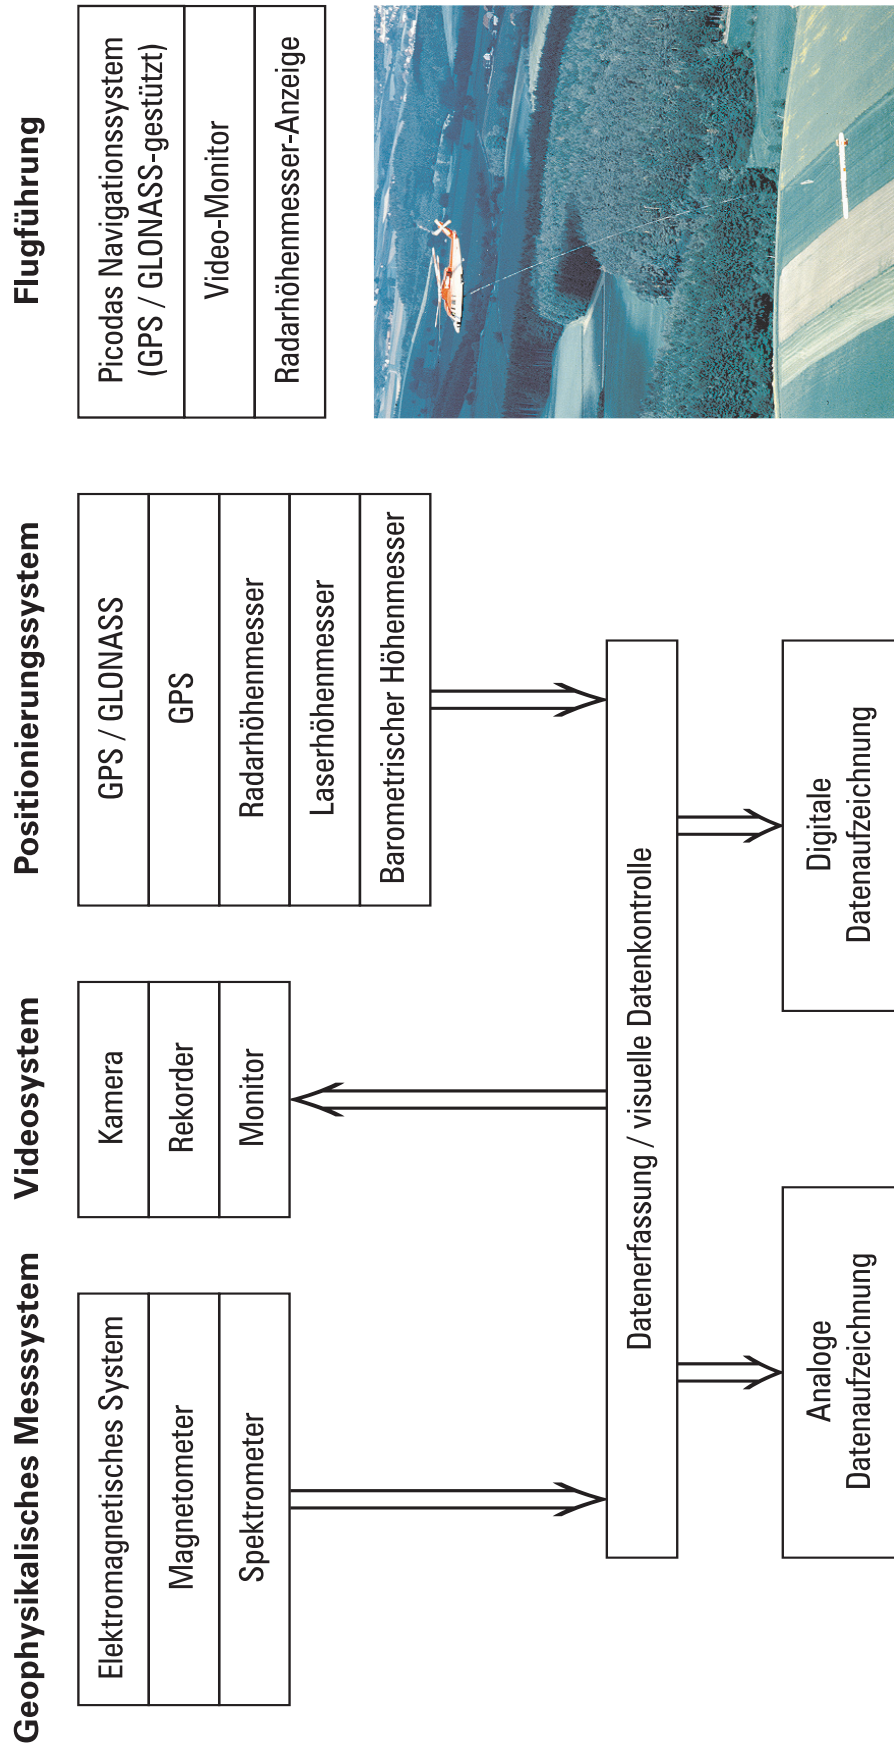 Geophysikalisches Messsystem
Elektromagnetisches System
Magnetometer
Spektrometer
Videosystem
Kamera
Rekorder
Monitor
Positionierungssystem
GPS / GLONASS
GPS
Radarhöhenmesser
Laserhöhenmesser
Barometrischer Höhenmesser
Flugführung
Picodas Navigationssystem
(GPS / GLONASS-gestützt)
Video-Monitor
Radarhöhenmesser-Anzeige
Datenerfassung / visuelle Datenkontrolle
Analoge
Datenaufzeichnung
Digitale
Datenaufzeichnung